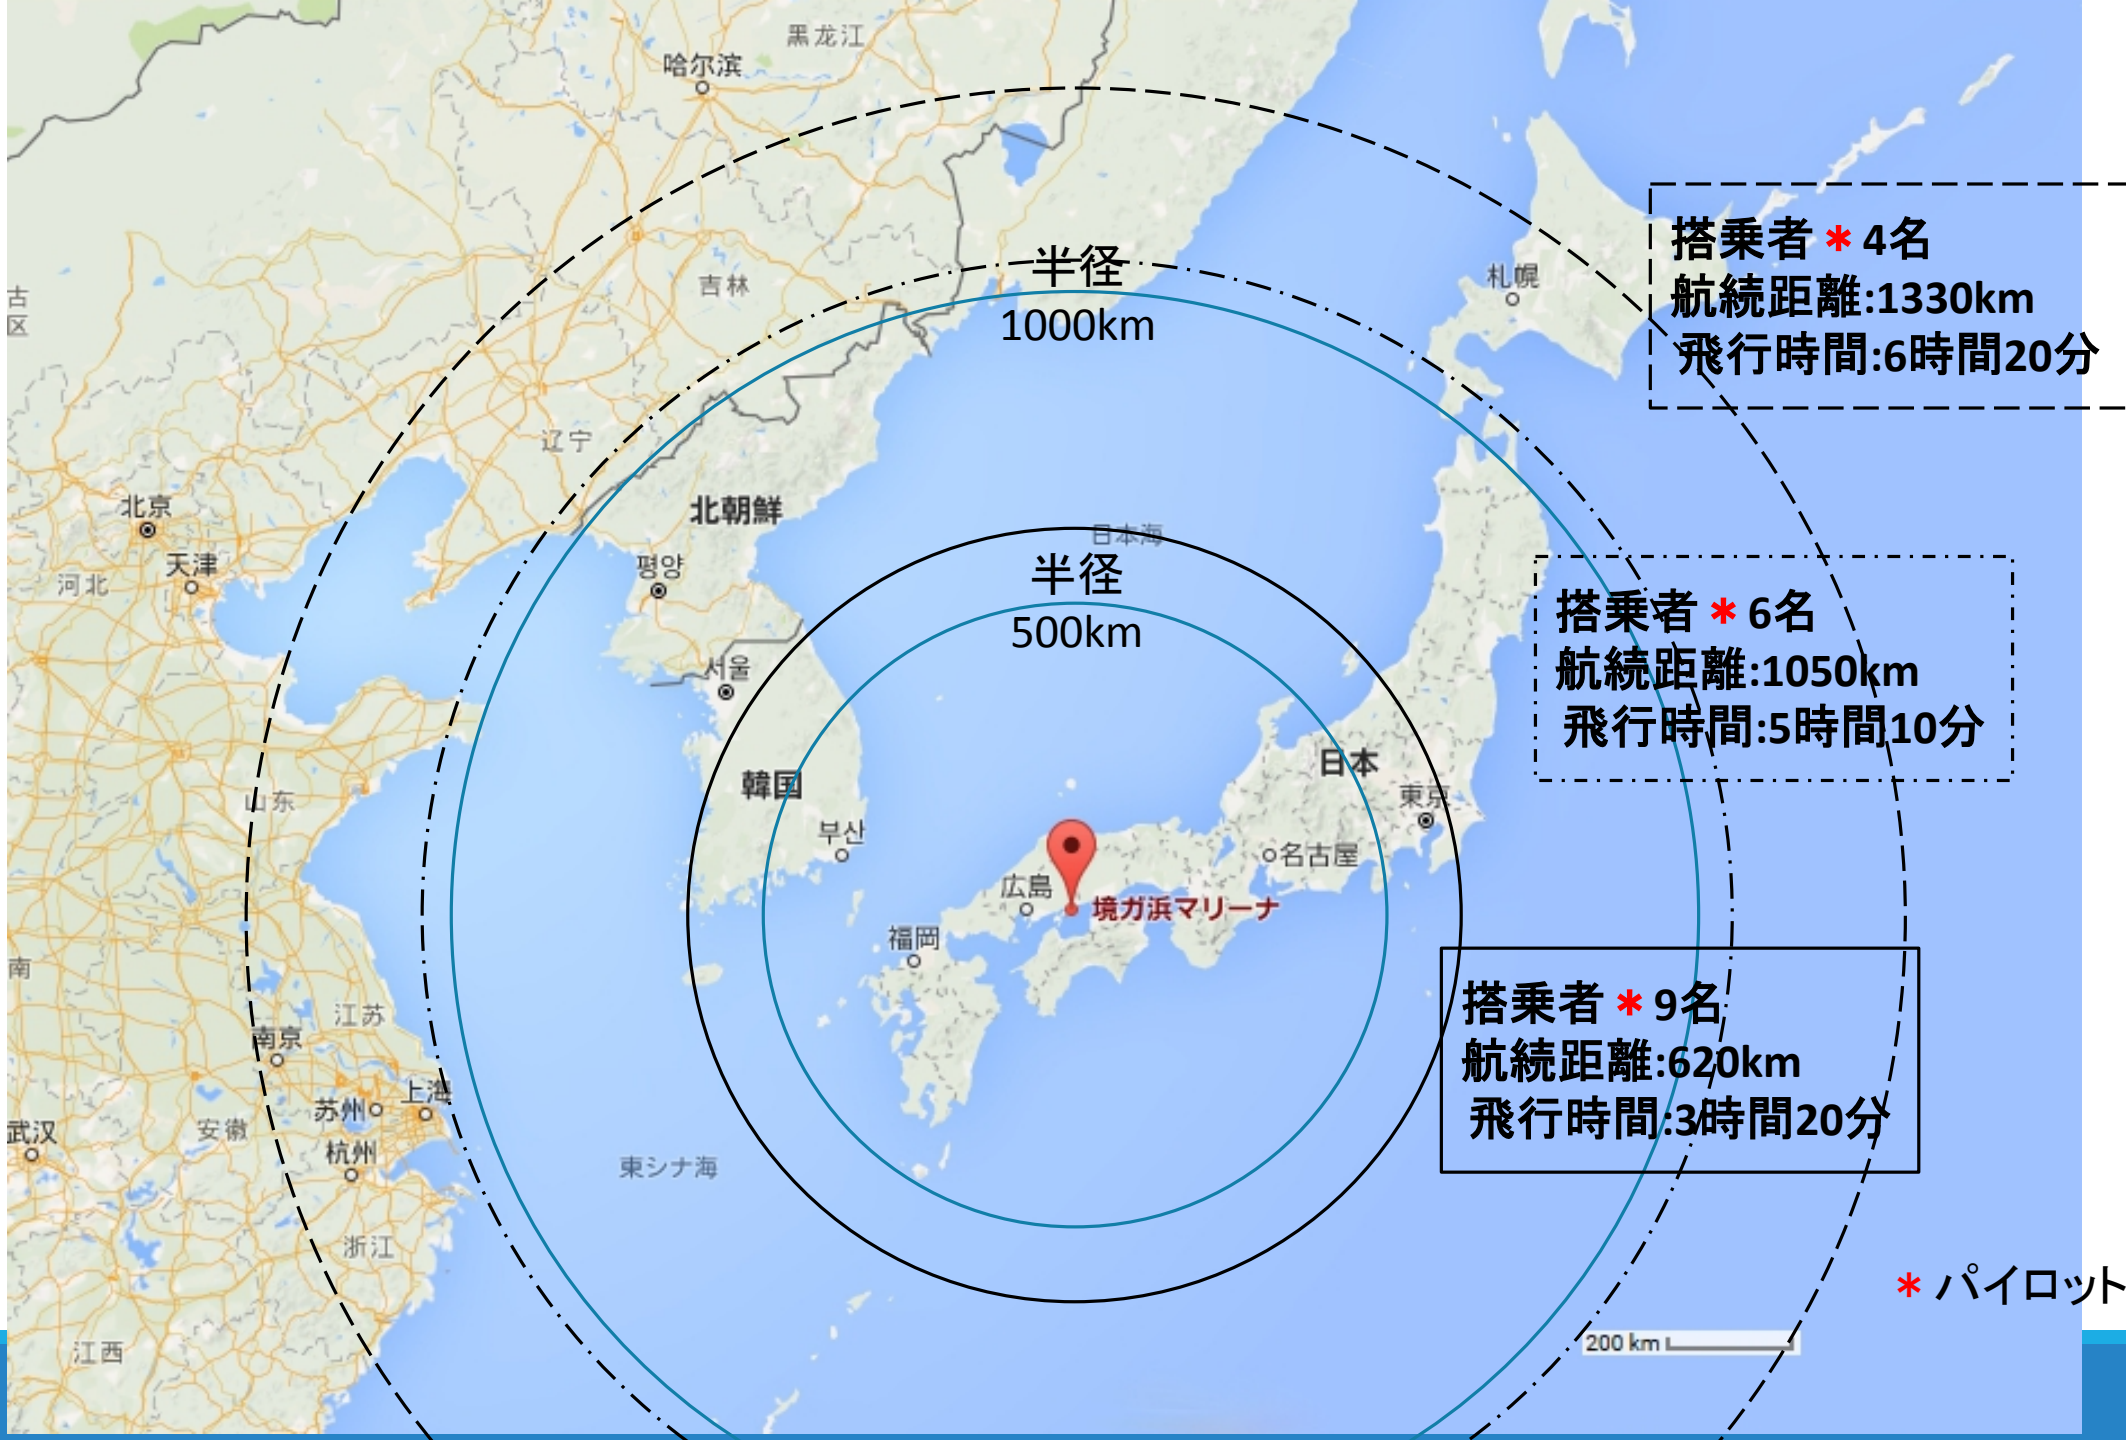 黑龙江
哈尔滨
吉林
半径
1000km
札幌
搭乗者*4名
航続距離:1330km
飛行時間:6時間20分
古
区
辽宁
北京
天津
河北
北朝鮮
평양
日本海
半径
500km
搭乗者*6名
航続距離:1050km
飛行時間:5時間10分
서울
韓国
부산
日本
東京
名古屋
山东
広島
境ガ浜マリーナ
福岡
搭乗者*9名
航続距離:620km
飛行時間:3時間20分
南
江苏
南京
上海
苏州
武汉
安徽
杭州
東シナ海
浙江
*パイロット
200 km
江西